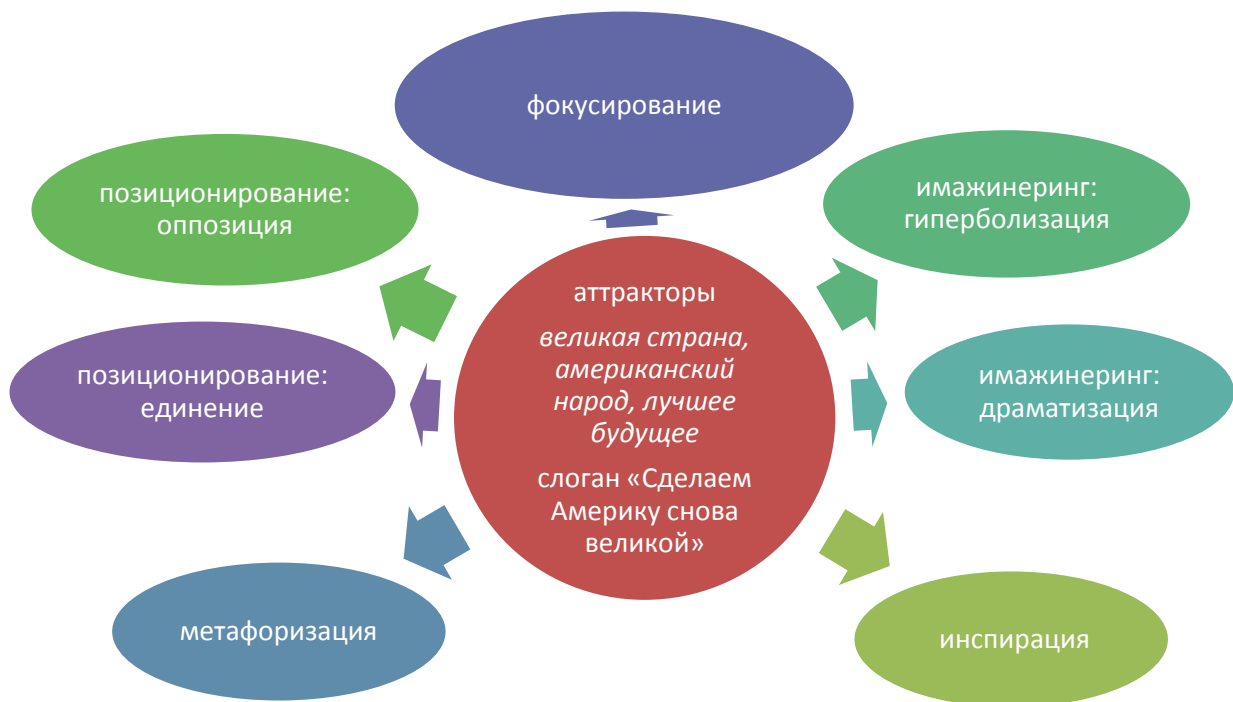 фокусирование
позиционирование:
оппозиция
имажинеринг:
гиперболизация
позиционирование:
единение
аттракторы
великая страна,
американский
народ, лучшее
будущее
слоган «Сделаем
Америку снова
великой»
имажинеринг:
драматизация
метафоризация
инспирация